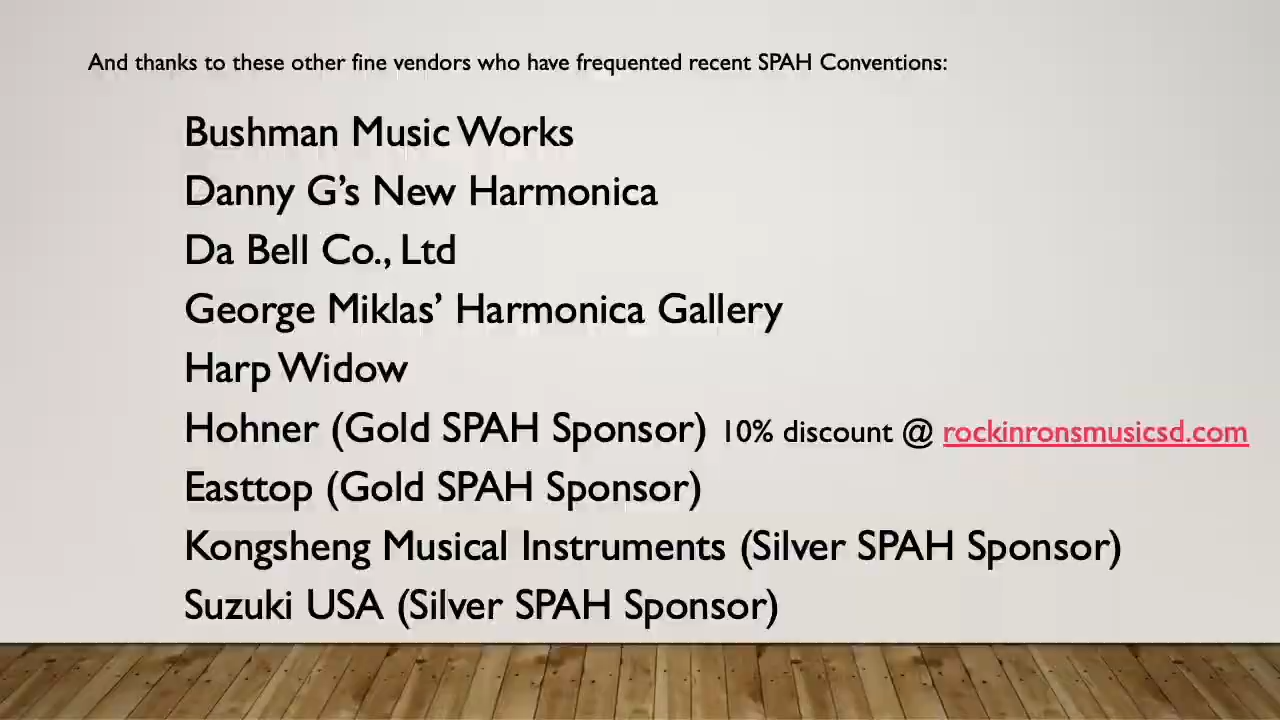 And thanks to these other fine vendors who have frequented recent SPAH Conventions:
Bushman Music Works
Danny G’s New Harmonica
Da Bell Co., Ltd
George Miklas’ Harmonica Gallery
Harp Widow
Hohner (Gold SPAH Sponsor) 10% discount @ rockinronsmusicsd.com
Easttop (Gold SPAH Sponsor)
Kongsheng Musical Instruments (Silver SPAH Sponsor)
Suzuki USA (Silver SPAH Sponsor)